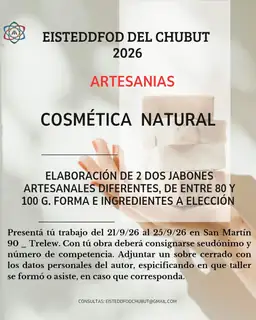 EISTEDDFOD DEL CHUBUT
2026
ARTESANIAS
COSMÉTICA NATURAL
ELABORACIÓN DE 2 DOS JABONES
ARTESANALES DIFERENTES, DE ENTRE 80 Y
100 G. FORMA E INGREDIENTES A ELECCIÓN
Presentá tú trabajo del 21/9/26 al 25/9/26 en San Martín
90 _ Trelew. Con tú obra deberá consignarse seudónimo y
número de competencia. Adjuntar un sobre cerrado con
los datos personales del autor, espicificando en que taller
se formó o asiste, en caso que corresponda.
CONSULTAS: EISTEDDFODCHUBUT@GMAIL.COM